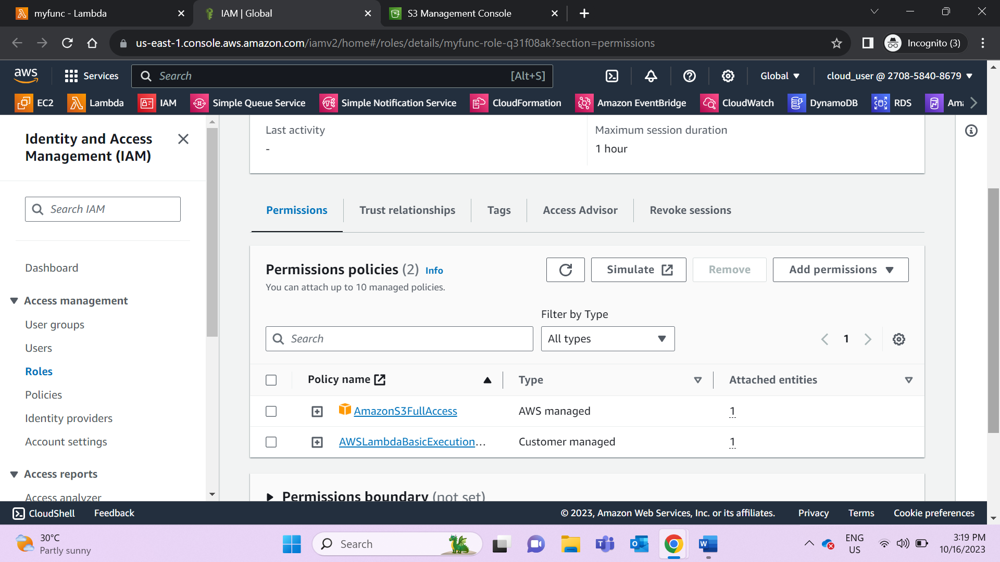 myfunc - Lambda
IAM | Global
S3 Management Console
us-east-1.console.aws.amazon.com/iamv2/home#/roles/details/myfunc-role-q31f08ak?section=permissions
Incognito (3)
aws
Services
Search
[Alt+S]
Global
cloud_user @ 2708-5840-8679
EC2
Lambda
IAM
Simple Queue Service
Simple Notification Service
CloudFormation
Amazon EventBridge
CloudWatch
DynamoDB
RDS
Identity and Access
Management (IAM)
Search IAM
Dashboard
Access management
User groups
Users
Roles
Policies
Identity providers
Account settings
Access reports
Access analyzer
Last activity
-
Maximum session duration
1 hour
Permissions
Trust relationships
Tags
Access Advisor
Revoke sessions
Permissions policies (2) Info
You can attach up to 10 managed policies.
Simulate
Remove
Add permissions
Filter by Type
Search
All types
1
Policy name
Type
Attached entities
AmazonS3FullAccess
AWS managed
1
AWSLambdaBasicExecution...
Customer managed
1
Permissions boundary (not set)
CloudShell
Feedback
© 2023, Amazon Web Services, Inc. or its affiliates.
Privacy
Terms
Cookie preferences
30°C
Partly sunny
Search
ENG
US
3:19 PM
10/16/2023